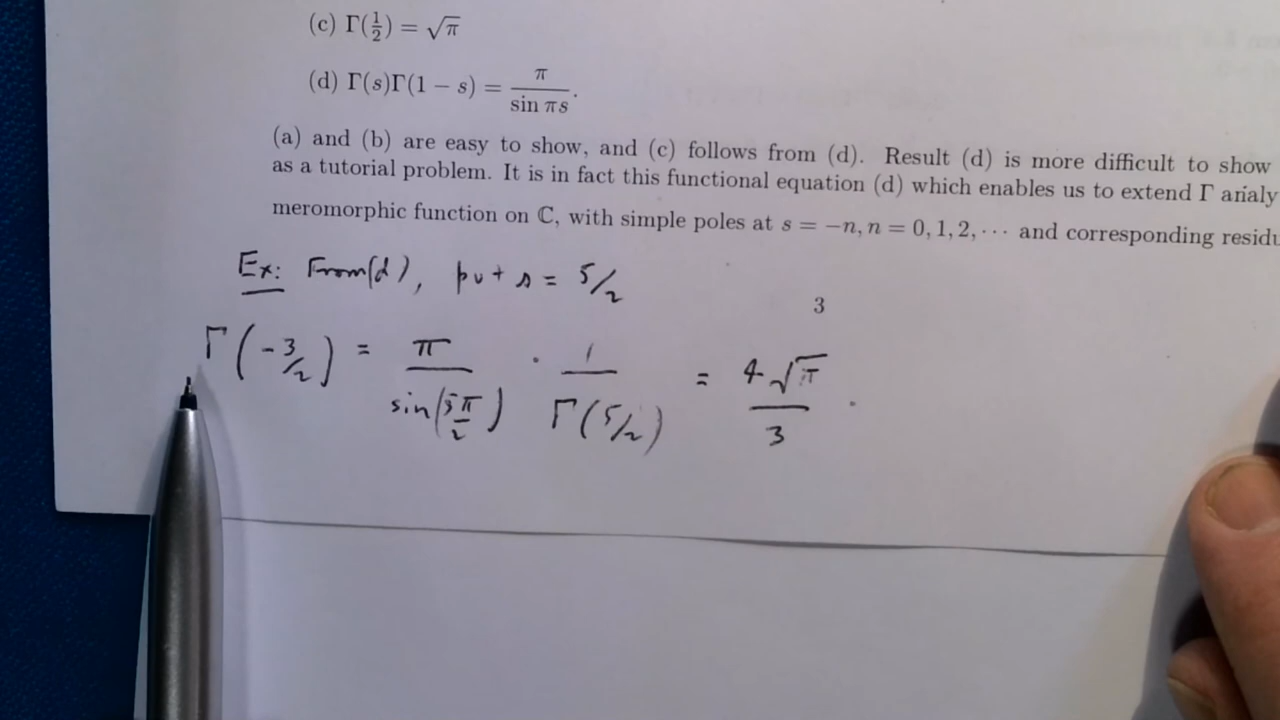 (c) Γ(1/2) = √π
(d) Γ(s)Γ(1 − s) = π / sin πs.
(a) and (b) are easy to show, and (c) follows from (d). Result (d) is more difficult to show
as a tutorial problem. It is in fact this functional equation (d) which enables us to extend Γ analy
meromorphic function on ℂ, with simple poles at s = −n, n = 0, 1, 2, ··· and corresponding residu
Ex: From (d), put s = 5/2
3
Γ(−3/2) = π / sin(5π/2) · 1 / Γ(5/2) = 4√π / 3 .